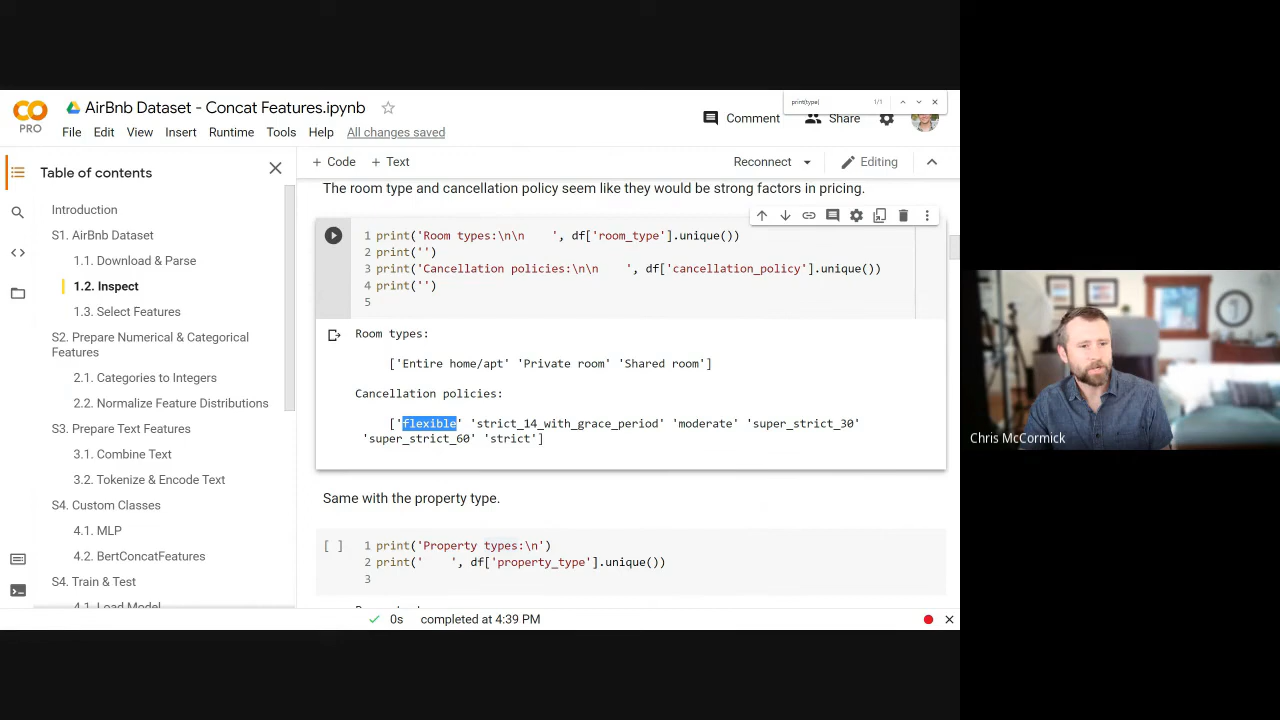 AirBnb Dataset - Concat Features.ipynb
print(type) 1/1
PRO
File Edit View Insert Runtime Tools Help All changes saved
Comment Share
Table of contents
+ Code + Text Reconnect Editing
Introduction
S1. AirBnb Dataset
1.1. Download & Parse
1.2. Inspect
1.3. Select Features
S2. Prepare Numerical & Categorical
Features
2.1. Categories to Integers
2.2. Normalize Feature Distributions
S3. Prepare Text Features
3.1. Combine Text
3.2. Tokenize & Encode Text
S4. Custom Classes
4.1. MLP
4.2. BertConcatFeatures
S4. Train & Test
4.1. Load Model
The room type and cancellation policy seem like they would be strong factors in pricing.
1 print('Room types:\n\n    ', df['room_type'].unique())
2 print('')
3 print('Cancellation policies:\n\n    ', df['cancellation_policy'].unique())
4 print('')
5
Room types:
['Entire home/apt' 'Private room' 'Shared room']
Cancellation policies:
['flexible' 'strict_14_with_grace_period' 'moderate' 'super_strict_30'
'super_strict_60' 'strict']
Same with the property type.
[ ] 1 print('Property types:\n')
2 print('    ', df['property_type'].unique())
3
0s completed at 4:39 PM
Chris McCormick